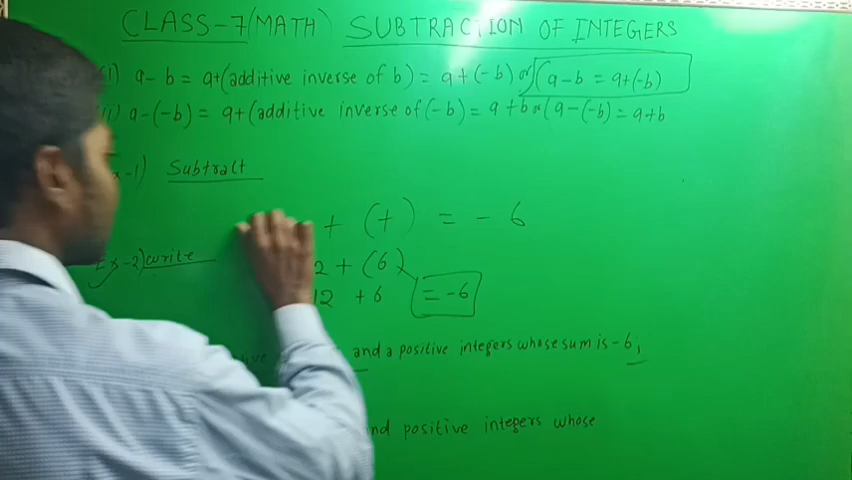 CLASS-7/MATH) SUBTRACTION OF INTEGERS
(i) a-b = a+(additive inverse of b) = a+(-b) or (a-b = a+(-b)
) a-(-b) = a+(additive inverse of (-b) = a+b or (a-(-b) = a+b
x-1) Subtract
+ (+) = - 6
Ex-2) write
2 + (6)
12 + 6 = -6
and a positive integers whose sum is -6;
nd positive integers whose